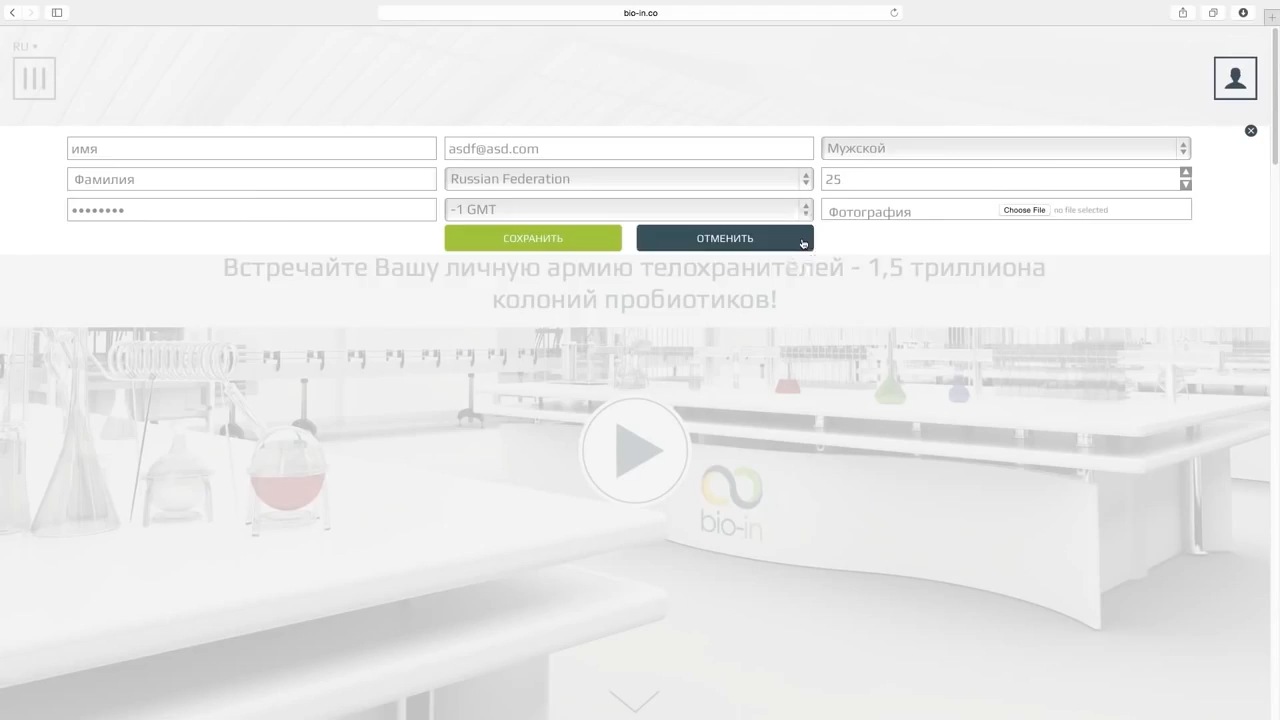 bio-in.co
RU
имя
asdf@asd.com
Мужской
Фамилия
Russian Federation
25
-1 GMT
Фотография
Choose File
no file selected
СОХРАНИТЬ
ОТМЕНИТЬ
Встречайте Вашу личную армию телохранителей - 1,5 триллиона
колоний пробиотиков!
bio-in